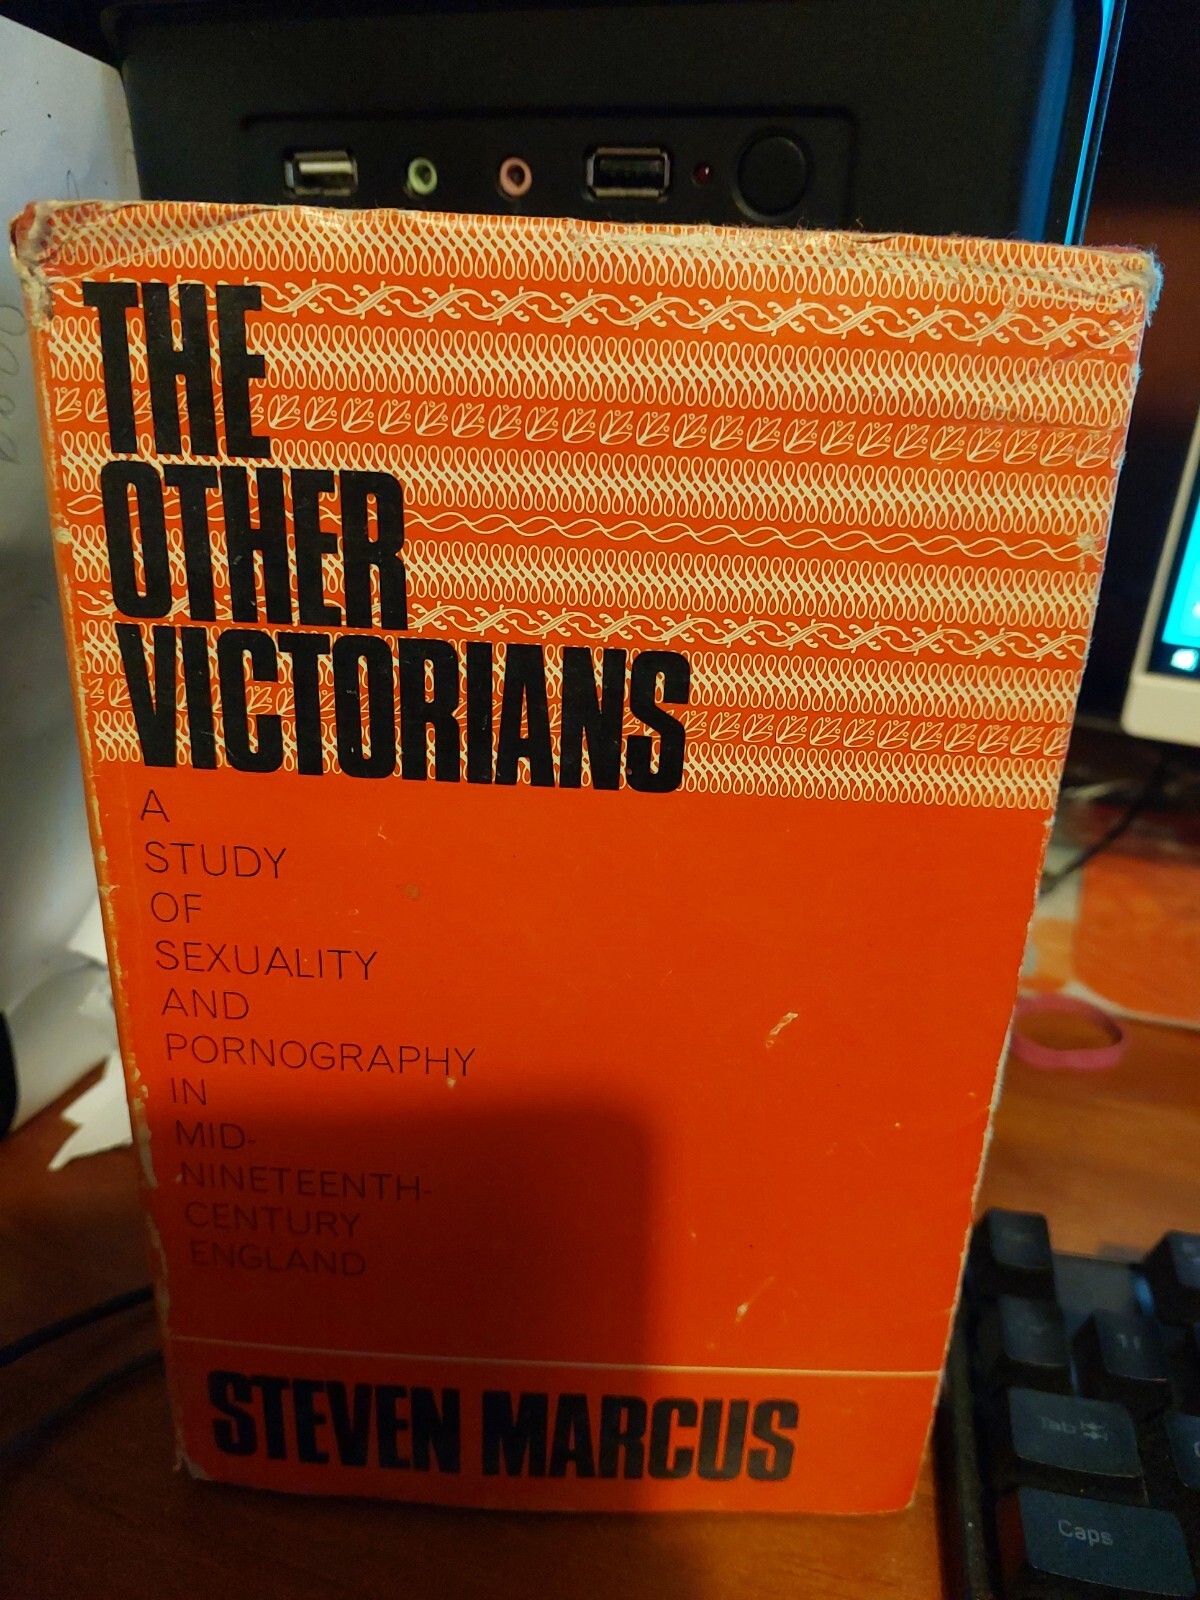 THE
OTHER
VICTORIANS
A
STUDY
OF
SEXUALITY
AND
PORNOGRAPHY
IN
MID-
NINETEENTH-
CENTURY
ENGLAND
STEVEN MARCUS
Tab
Caps